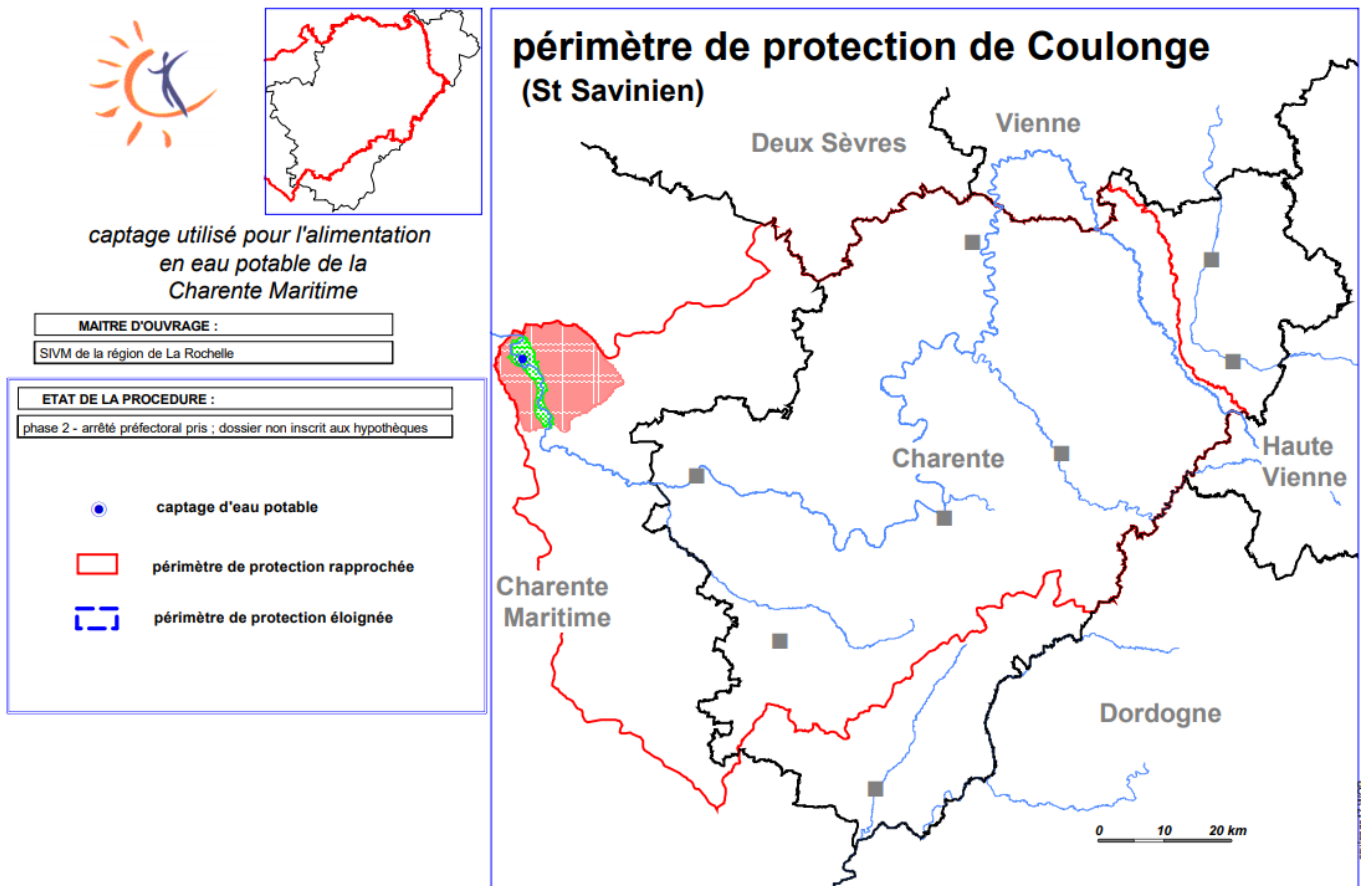 périmètre de protection de Coulonge
(St Savinien)
captage utilisé pour l'alimentation
en eau potable de la
Charente Maritime
MAITRE D'OUVRAGE :
SIVM de la région de La Rochelle
ETAT DE LA PROCEDURE :
phase 2 - arrêté préfectoral pris ; dossier non inscrit aux hypothèques
captage d'eau potable
périmètre de protection rapprochée
périmètre de protection éloignée
Deux Sèvres
Vienne
Charente
Haute
Vienne
Charente
Maritime
Dordogne
0 10 20 km